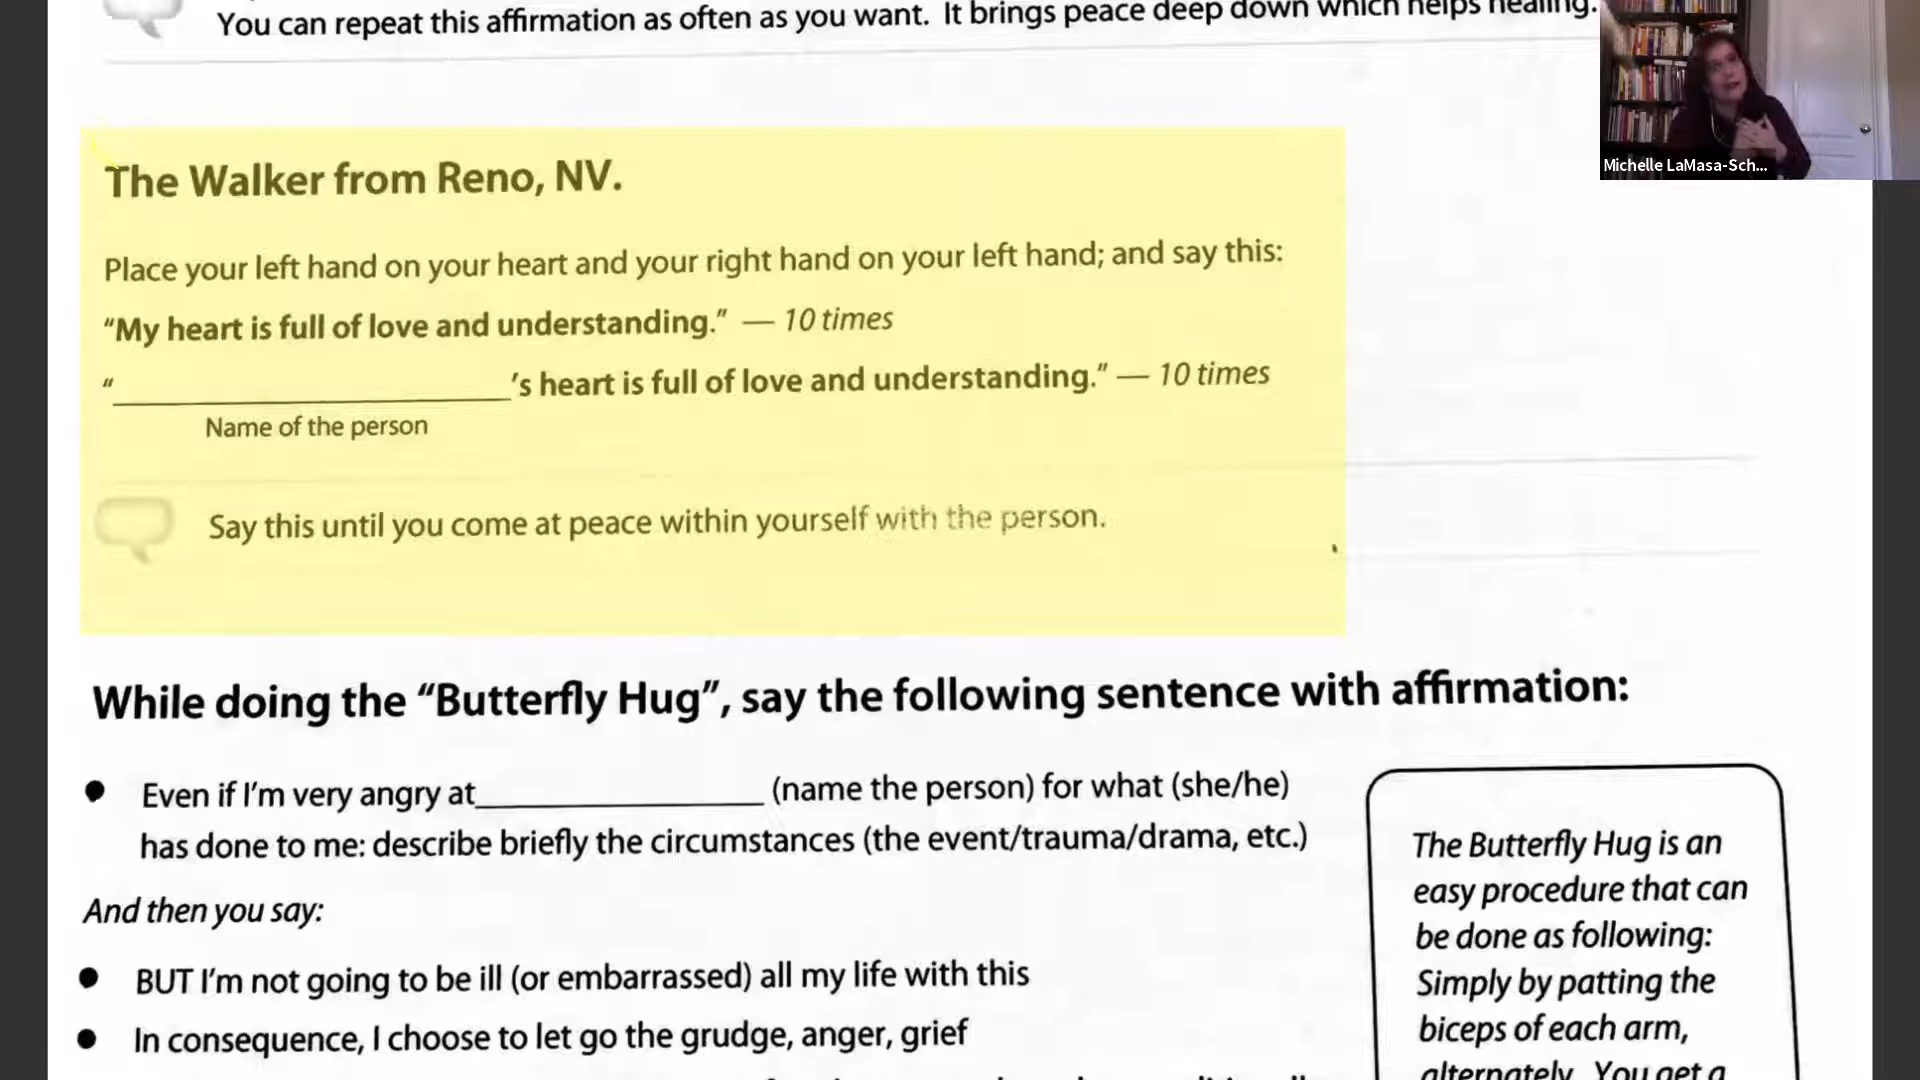 You can repeat this affirmation as often as you want. It brings peace deep down which helps healing.
Michelle LaMasa-Sch...
The Walker from Reno, NV.
Place your left hand on your heart and your right hand on your left hand; and say this:
“My heart is full of love and understanding.” — 10 times
“____________________’s heart is full of love and understanding.” — 10 times
Name of the person
Say this until you come at peace within yourself with the person.
While doing the “Butterfly Hug”, say the following sentence with affirmation:
• Even if I’m very angry at______________ (name the person) for what (she/he)
has done to me: describe briefly the circumstances (the event/trauma/drama, etc.)
And then you say:
• BUT I’m not going to be ill (or embarrassed) all my life with this
• In consequence, I choose to let go the grudge, anger, grief
The Butterfly Hug is an
easy procedure that can
be done as following:
Simply by patting the
biceps of each arm,
alternately. You get a